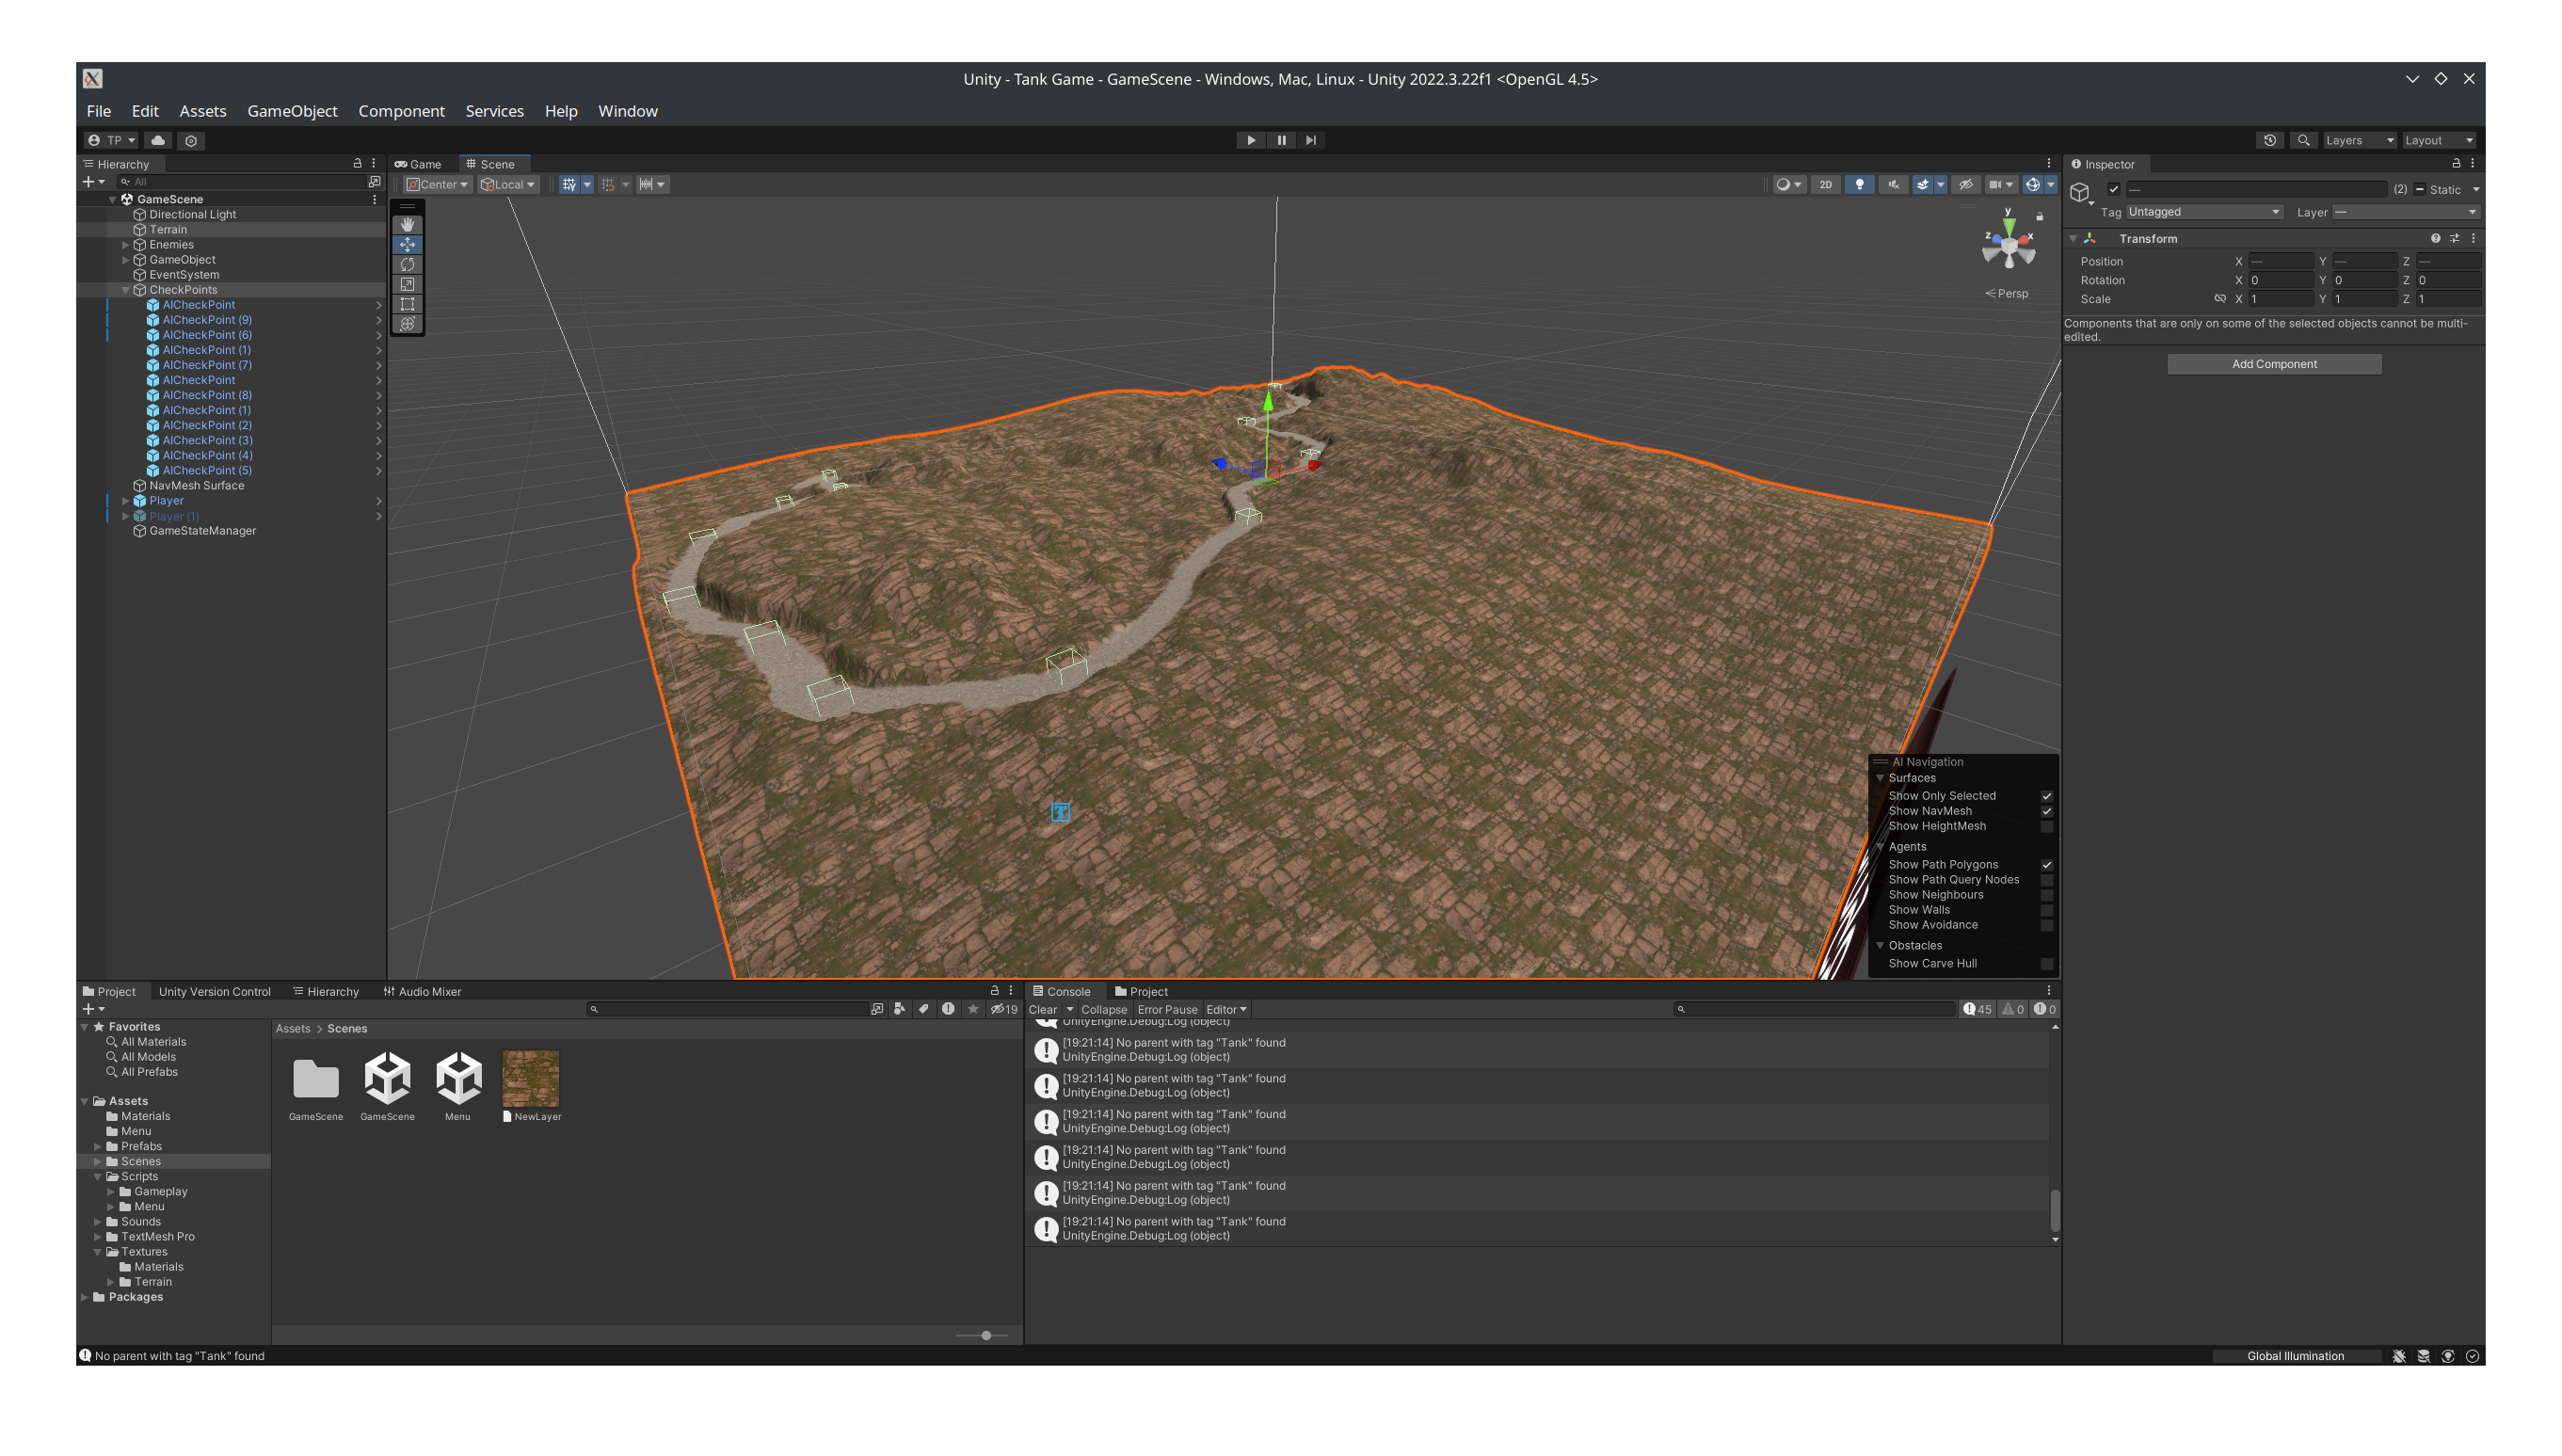 Unity - Tank Game - GameScene - Windows, Mac, Linux - Unity 2022.3.22f1 <OpenGL 4.5>
File Edit Assets GameObject Component Services Help Window
TP Layers Layout
Hierarchy
All
GameScene
Directional Light
Terrain
Enemies
GameObject
EventSystem
CheckPoints
AICheckPoint
AICheckPoint (9)
AICheckPoint (6)
AICheckPoint (1)
AICheckPoint (7)
AICheckPoint
AICheckPoint (8)
AICheckPoint (1)
AICheckPoint (2)
AICheckPoint (3)
AICheckPoint (4)
AICheckPoint (5)
NavMesh Surface
Player
Player (1)
GameStateManager
Game Scene
Center Local 2D
y
z x
Persp
T
AI Navigation
Surfaces
Show Only Selected
Show NavMesh
Show HeightMesh
Agents
Show Path Polygons
Show Path Query Nodes
Show Neighbours
Show Walls
Show Avoidance
Obstacles
Show Carve Hull
Inspector
— (2) Static
Tag Untagged Layer —
Transform
Position X — Y — Z —
Rotation X 0 Y 0 Z 0
Scale X 1 Y 1 Z 1
Components that are only on some of the selected objects cannot be multi-
edited.
Add Component
Project Unity Version Control Hierarchy Audio Mixer
19
Favorites
All Materials
All Models
All Prefabs
Assets
Materials
Menu
Prefabs
Scenes
Scripts
Gameplay
Menu
Sounds
TextMesh Pro
Textures
Materials
Terrain
Packages
Assets > Scenes
GameScene GameScene Menu NewLayer
Console Project
Clear Collapse Error Pause Editor 45 0 0
UnityEngine.Debug:Log (object)
[19:21:14] No parent with tag "Tank" found
UnityEngine.Debug:Log (object)
[19:21:14] No parent with tag "Tank" found
UnityEngine.Debug:Log (object)
[19:21:14] No parent with tag "Tank" found
UnityEngine.Debug:Log (object)
[19:21:14] No parent with tag "Tank" found
UnityEngine.Debug:Log (object)
[19:21:14] No parent with tag "Tank" found
UnityEngine.Debug:Log (object)
[19:21:14] No parent with tag "Tank" found
UnityEngine.Debug:Log (object)
No parent with tag "Tank" found
Global Illumination